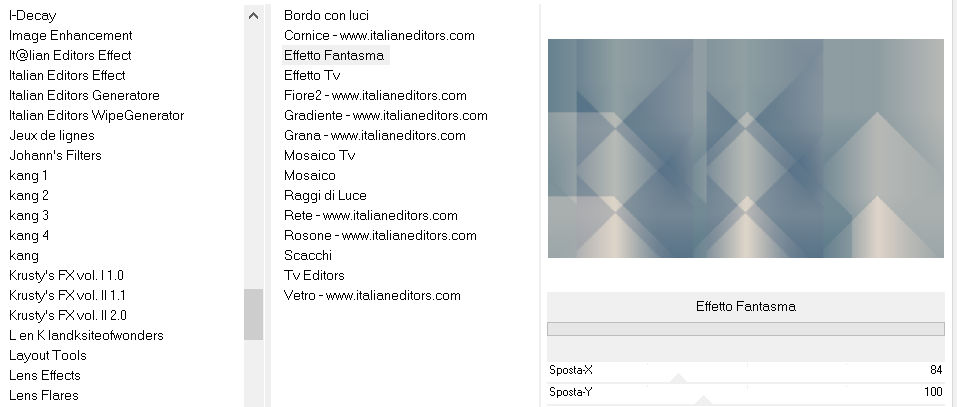 I-Decay
Image Enhancement
It@lian Editors Effect
Italian Editors Effect
Italian Editors Generatore
Italian Editors WipeGenerator
Jeux de lignes
Johann's Filters
kang 1
kang 2
kang 3
kang 4
kang
Krusty's FX vol. I 1.0
Krusty's FX vol. II 1.1
Krusty's FX vol. II 2.0
L en K landksiteofwonders
Layout Tools
Lens Effects
Lens Flares
Bordo con luci
Cornice - www.italianeditors.com
Effetto Fantasma
Effetto Tv
Fiore2 - www.italianeditors.com
Gradiente - www.italianeditors.com
Grana - www.italianeditors.com
Mosaico Tv
Mosaico
Raggi di Luce
Rete - www.italianeditors.com
Rosone - www.italianeditors.com
Scacchi
Tv Editors
Vetro - www.italianeditors.com
Effetto Fantasma
Sposta-X 84
Sposta-Y 100